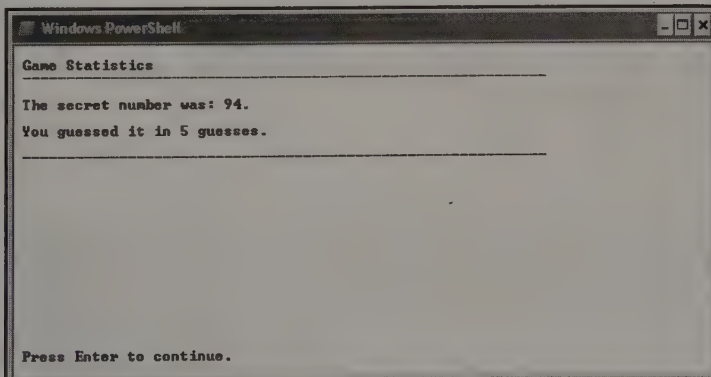 Windows PowerShell
Game Statistics
The secret number was: 94.
You guessed it in 5 guesses.
Press Enter to continue.